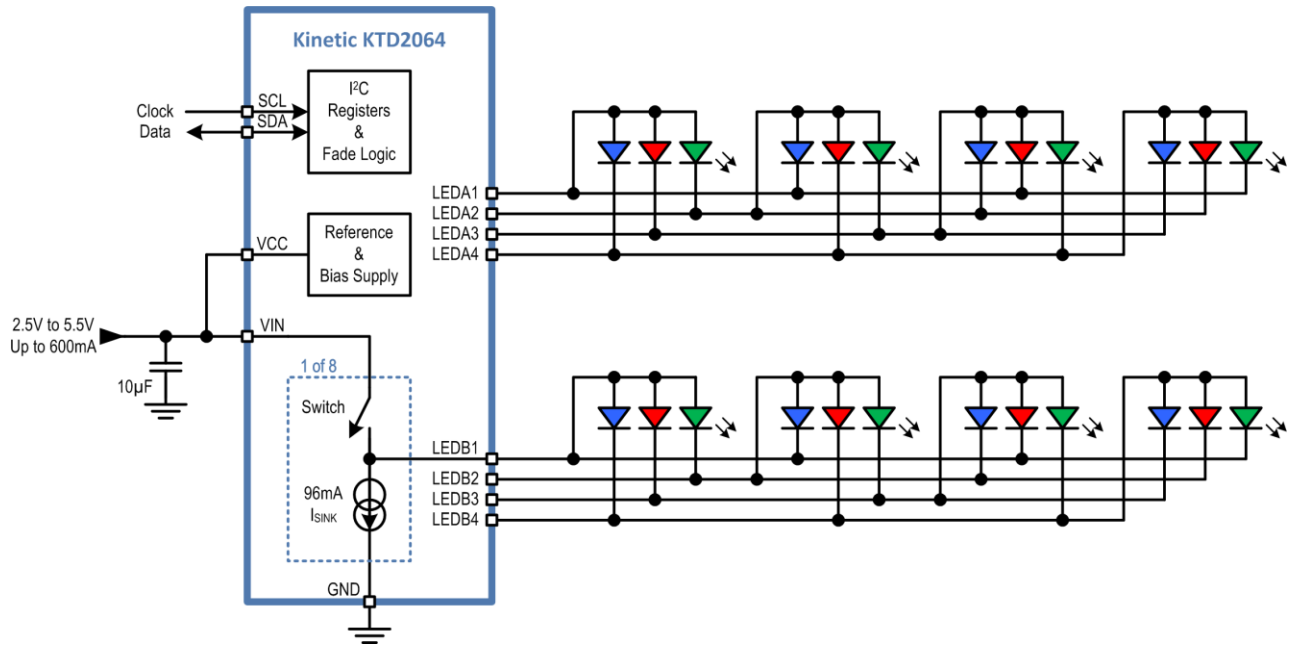 Kinetic KTD2064
Clock
Data
SCL
SDA
I²C
Registers
&
Fade Logic
LEDA1
LEDA2
LEDA3
LEDA4
VCC
Reference
&
Bias Supply
2.5V to 5.5V
Up to 600mA
VIN
10µF
1 of 8
Switch
96mA
ISINK
LEDB1
LEDB2
LEDB3
LEDB4
GND